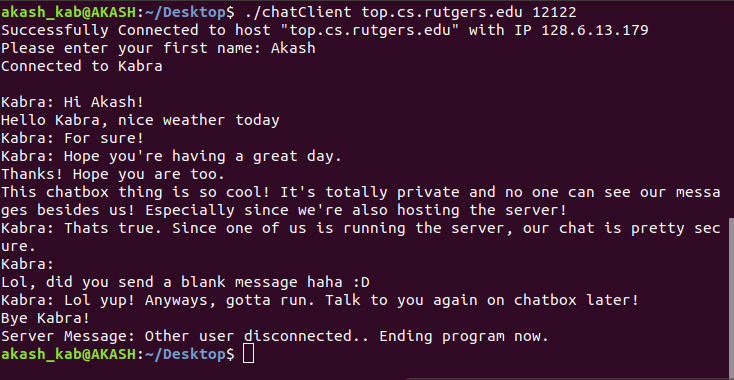 akash_kab@AKASH:~/Desktop$ ./chatClient top.cs.rutgers.edu 12122
Successfully Connected to host "top.cs.rutgers.edu" with IP 128.6.13.179
Please enter your first name: Akash
Connected to Kabra
Kabra: Hi Akash!
Hello Kabra, nice weather today
Kabra: For sure!
Kabra: Hope you're having a great day.
Thanks! Hope you are too.
This chatbox thing is so cool! It's totally private and no one can see our messa
ges besides us! Especially since we're also hosting the server!
Kabra: Thats true. Since one of us is running the server, our chat is pretty sec
ure.
Kabra:
Lol, did you send a blank message haha :D
Kabra: Lol yup! Anyways, gotta run. Talk to you again on chatbox later!
Bye Kabra!
Server Message: Other user disconnected.. Ending program now.
akash_kab@AKASH:~/Desktop$